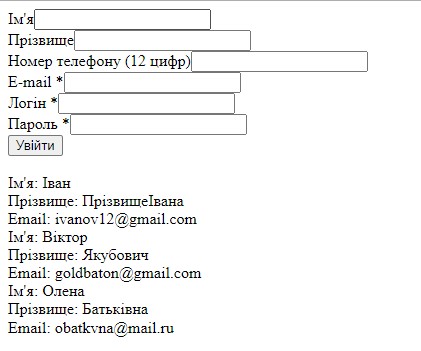 Ім'я
Прізвище
Номер телефону (12 цифр)
E-mail *
Логін *
Пароль *
Увійти
Ім'я: Іван
Прізвище: ПрізвищеІвана
Email: ivanov12@gmail.com
Ім'я: Віктор
Прізвище: Якубович
Email: goldbaton@gmail.com
Ім'я: Олена
Прізвище: Батьківна
Email: obatkvna@mail.ru